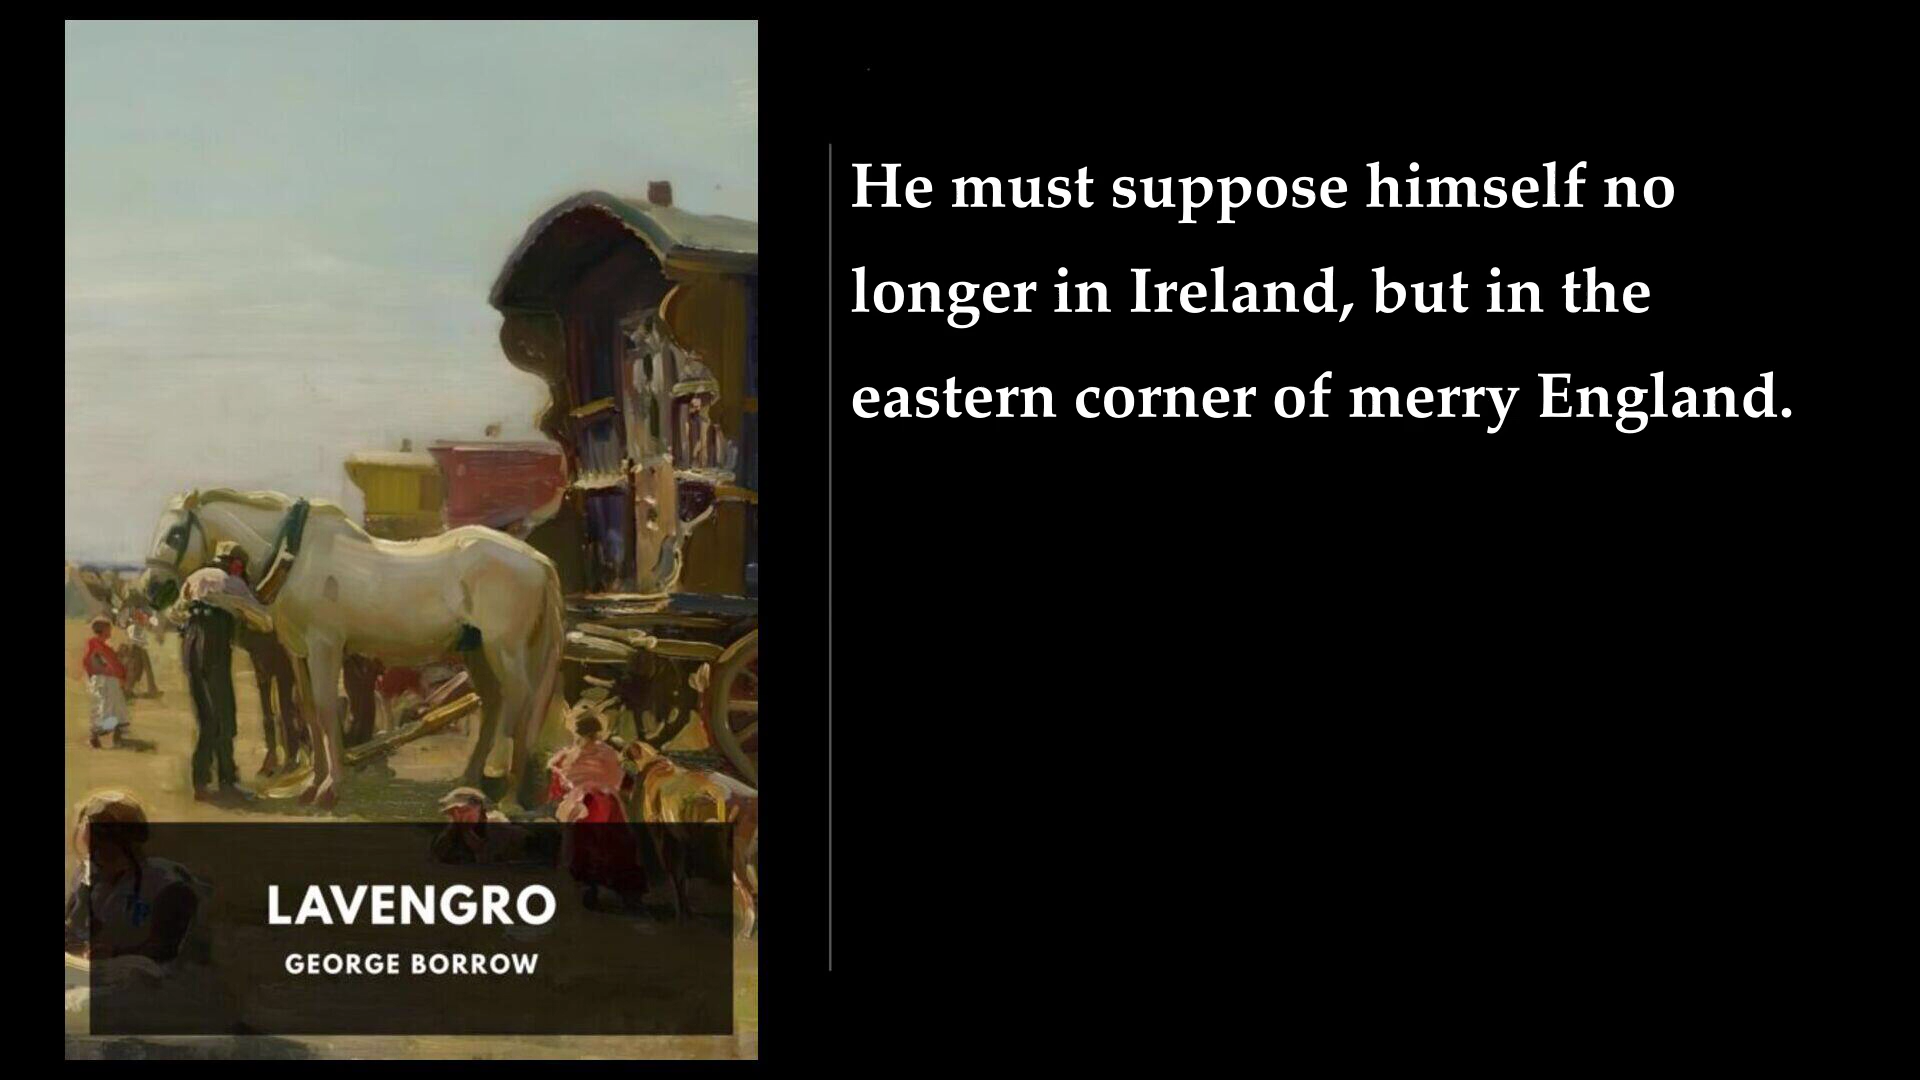 He must suppose himself no
longer in Ireland, but in the
eastern corner of merry England.
LAVENGRO
GEORGE BORROW